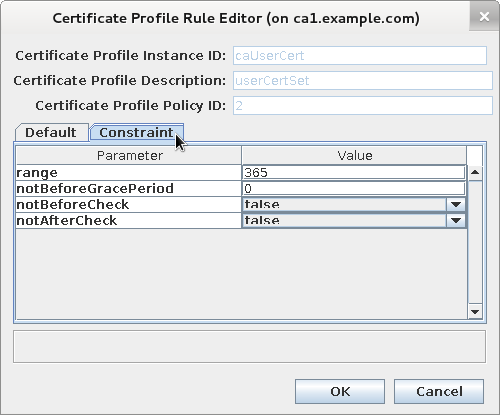 Certificate Profile Rule Editor (on ca1.example.com)
Certificate Profile Instance ID: caUserCert
Certificate Profile Description: userCertSet
Certificate Profile Policy ID: 2
Default Constraint
Parameter Value
range 365
notBeforeGracePeriod 0
notBeforeCheck false
notAfterCheck false
OK Cancel